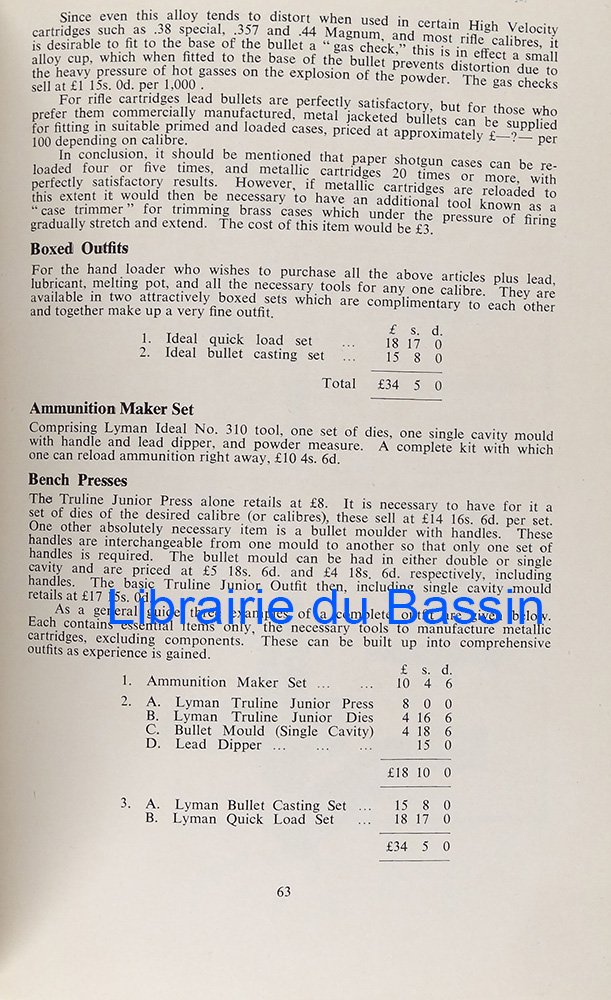 Since even this alloy tends to distort when used in certain High Velocity
cartridges such as .38 special, .357 and .44 Magnum, and most rifle calibres, it
is desirable to fit to the base of the bullet a “gas check,” this is in effect a small
alloy cup, which when fitted to the base of the bullet prevents distortion due to
the heavy pressure of hot gasses on the explosion of the powder. The gas checks
sell at £1 15s. 0d. per 1,000 .
For rifle cartridges lead bullets are perfectly satisfactory, but for those who
prefer them commercially manufactured, metal jacketed bullets can be supplied
for fitting in suitable primed and loaded cases, priced at approximately £—?— per
100 depending on calibre.
In conclusion, it should be mentioned that paper shotgun cases can be re-
loaded four or five times, and metallic cartridges 20 times or more, with
perfectly satisfactory results. However, if metallic cartridges are reloaded to
this extent it would then be necessary to have an additional tool known as a
“case trimmer” for trimming brass cases which under the pressure of firing
gradually stretch and extend. The cost of this item would be £3.
Boxed Outfits
For the hand loader who wishes to purchase all the above articles plus lead,
lubricant, melting pot, and all the necessary tools for any one calibre. They are
available in two attractively boxed sets which are complimentary to each other
and together make up a very fine outfit.
£ s. d.
1. Ideal quick load set ... 18 17 0
2. Ideal bullet casting set ... 15 8 0
Total £34 5 0
Ammunition Maker Set
Comprising Lyman Ideal No. 310 tool, one set of dies, one single cavity mould
with handle and lead dipper, and powder measure. A complete kit with which
one can reload ammunition right away, £10 4s. 6d.
Bench Presses
The Truline Junior Press alone retails at £8. It is necessary to have for it a
set of dies of the desired calibre (or calibres), these sell at £14 16s. 6d. per set.
One other absolutely necessary item is a bullet moulder with handles. These
handles are interchangeable from one mould to another so that only one set of
handles is required. The bullet mould can be had in either double or single
cavity and are priced at £5 18s. 6d. and £4 18s. 6d. respectively, including
handles. The basic Truline Junior Outfit then, including single cavity mould
retails at £17 15s. 0d.
Librairie du Bassin
As a general guide three examples of a complete outfit are given below.
Each contains essential items only, the necessary tools to manufacture metallic
cartridges, excluding components. These can be built up into comprehensive
outfits as experience is gained.
£ s. d.
1. Ammunition Maker Set ... ... 10 4 6
2. A. Lyman Truline Junior Press 8 0 0
B. Lyman Truline Junior Dies 4 16 6
C. Bullet Mould (Single Cavity) 4 18 6
D. Lead Dipper ... ... ... 15 0
£18 10 0
3. A. Lyman Bullet Casting Set ... 15 8 0
B. Lyman Quick Load Set ... 18 17 0
£34 5 0
63